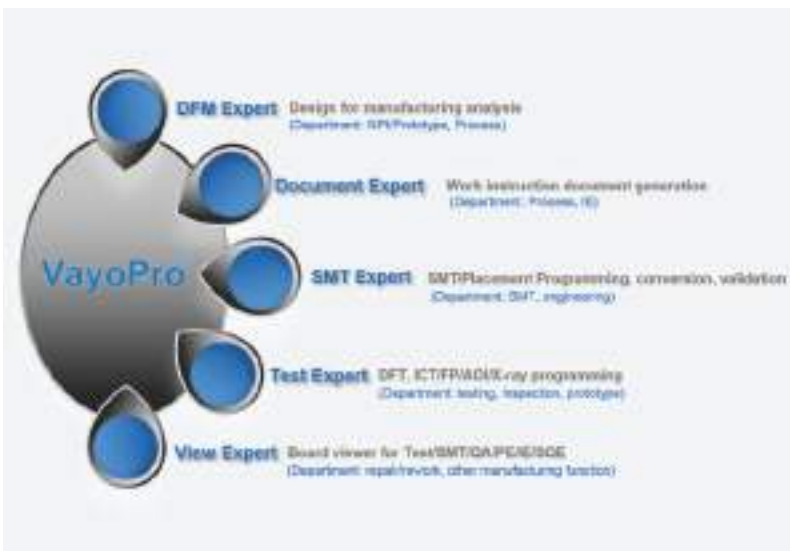 DFM Expert Design for manufacturing analysis
(Department: NPI/Prototype, Process)
Document Expert Work instruction document generation
(Department: Process, IE)
VayoPro
SMT Expert SMT/Placement Programming, conversion, validation
(Department: SMT, engineering)
Test Expert DFT, ICT/FP/AOI/X-ray programming
(Department: testing, inspection, prototype)
View Expert Board viewer for Test/SMT/QA/PE/IE/SQE
(Department: repair/rework, other manufacturing function)